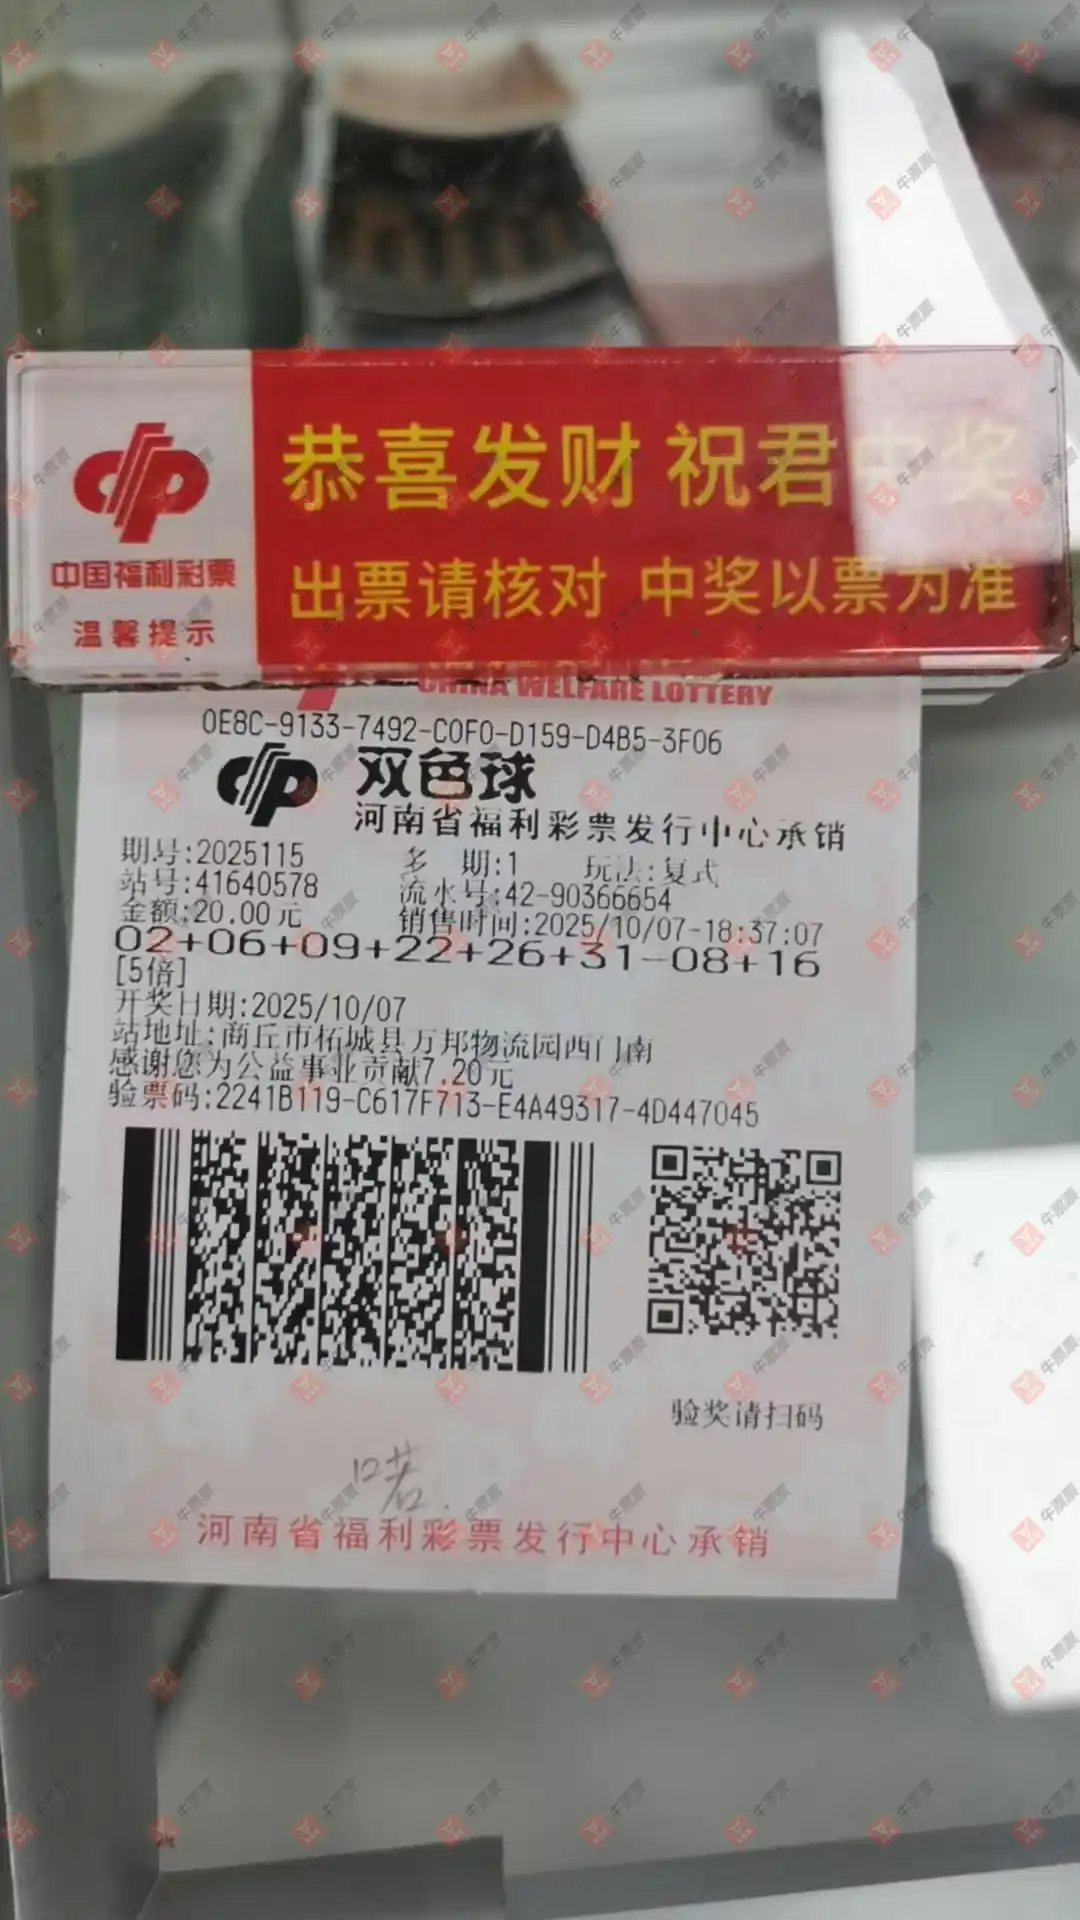 恭喜发财 祝君中奖
中国福利彩票
出票请核对 中奖以票为准
温馨提示
CHINA WELFARE LOTTERY
0E8C-9133-7492-C0F0-D159-D4B5-3F06
双色球
河南省福利彩票发行中心承销
期号:2025115 多 期:1 玩法:复式
站号:41640578 流水号:42-90366654
金额:20.00元 销售时间:2025/10/07-18:37:07
02+06+09+22+26+31-08+16
[5倍]
开奖日期:2025/10/07
站地址:商丘市柘城县万邦物流园西门南
感谢您为公益事业贡献7.20元
验票码:2241B119-C617F713-E4A49317-4D447045
验奖请扫码
河南省福利彩票发行中心承销
牛票票